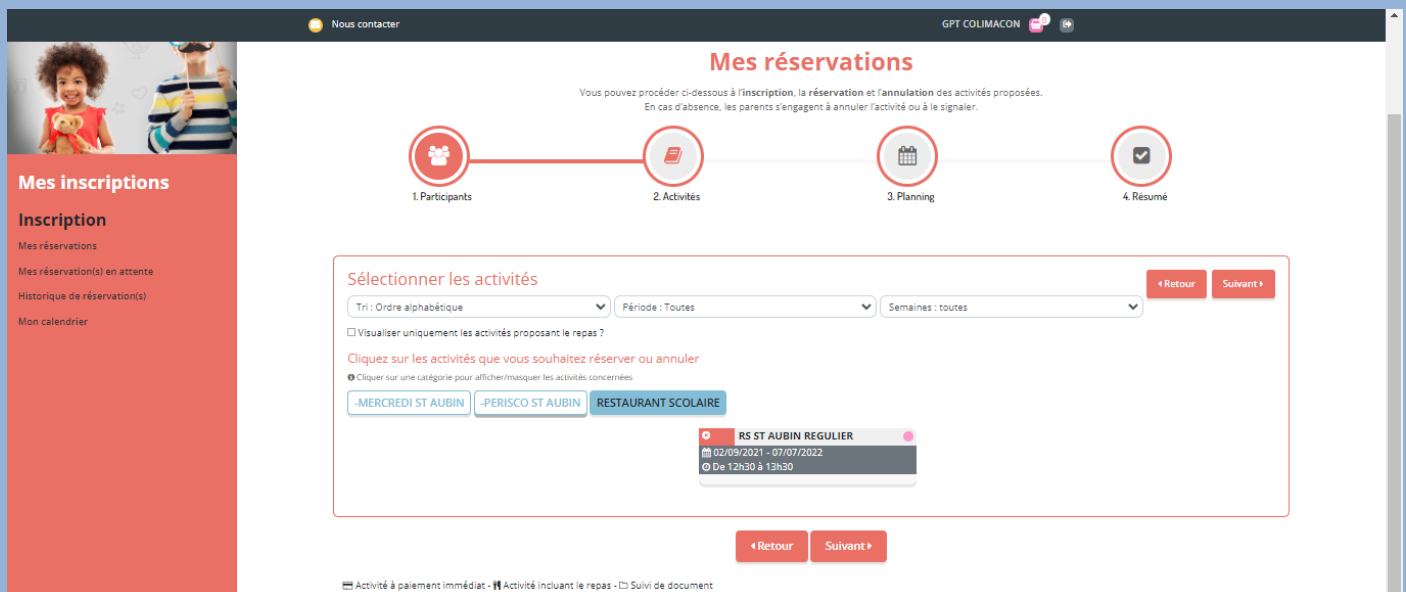 Nous contacter
GPT COLIMACON
0
Mes inscriptions
Inscription
Mes réservations
Mes réservation(s) en attente
Historique de réservation(s)
Mon calendrier
Mes réservations
Vous pouvez procéder ci-dessous à l'inscription, la réservation et l'annulation des activités proposées.
En cas d'absence, les parents s'engagent à annuler l'activité ou à le signaler.
1. Participants
2. Activités
3. Planning
4. Résumé
Sélectionner les activités
Retour
Suivant
Tri : Ordre alphabétique
Période : Toutes
Semaines : toutes
Visualiser uniquement les activités proposant le repas ?
Cliquez sur les activités que vous souhaitez réserver ou annuler
Cliquer sur une catégorie pour afficher/masquer les activités concernées
-MERCREDI ST AUBIN
-PERISCO ST AUBIN
RESTAURANT SCOLAIRE
RS ST AUBIN REGULIER
02/09/2021 - 07/07/2022
De 12h30 à 13h30
Retour
Suivant
Activité à paiement immédiat - Activité incluant le repas - Suivi de document